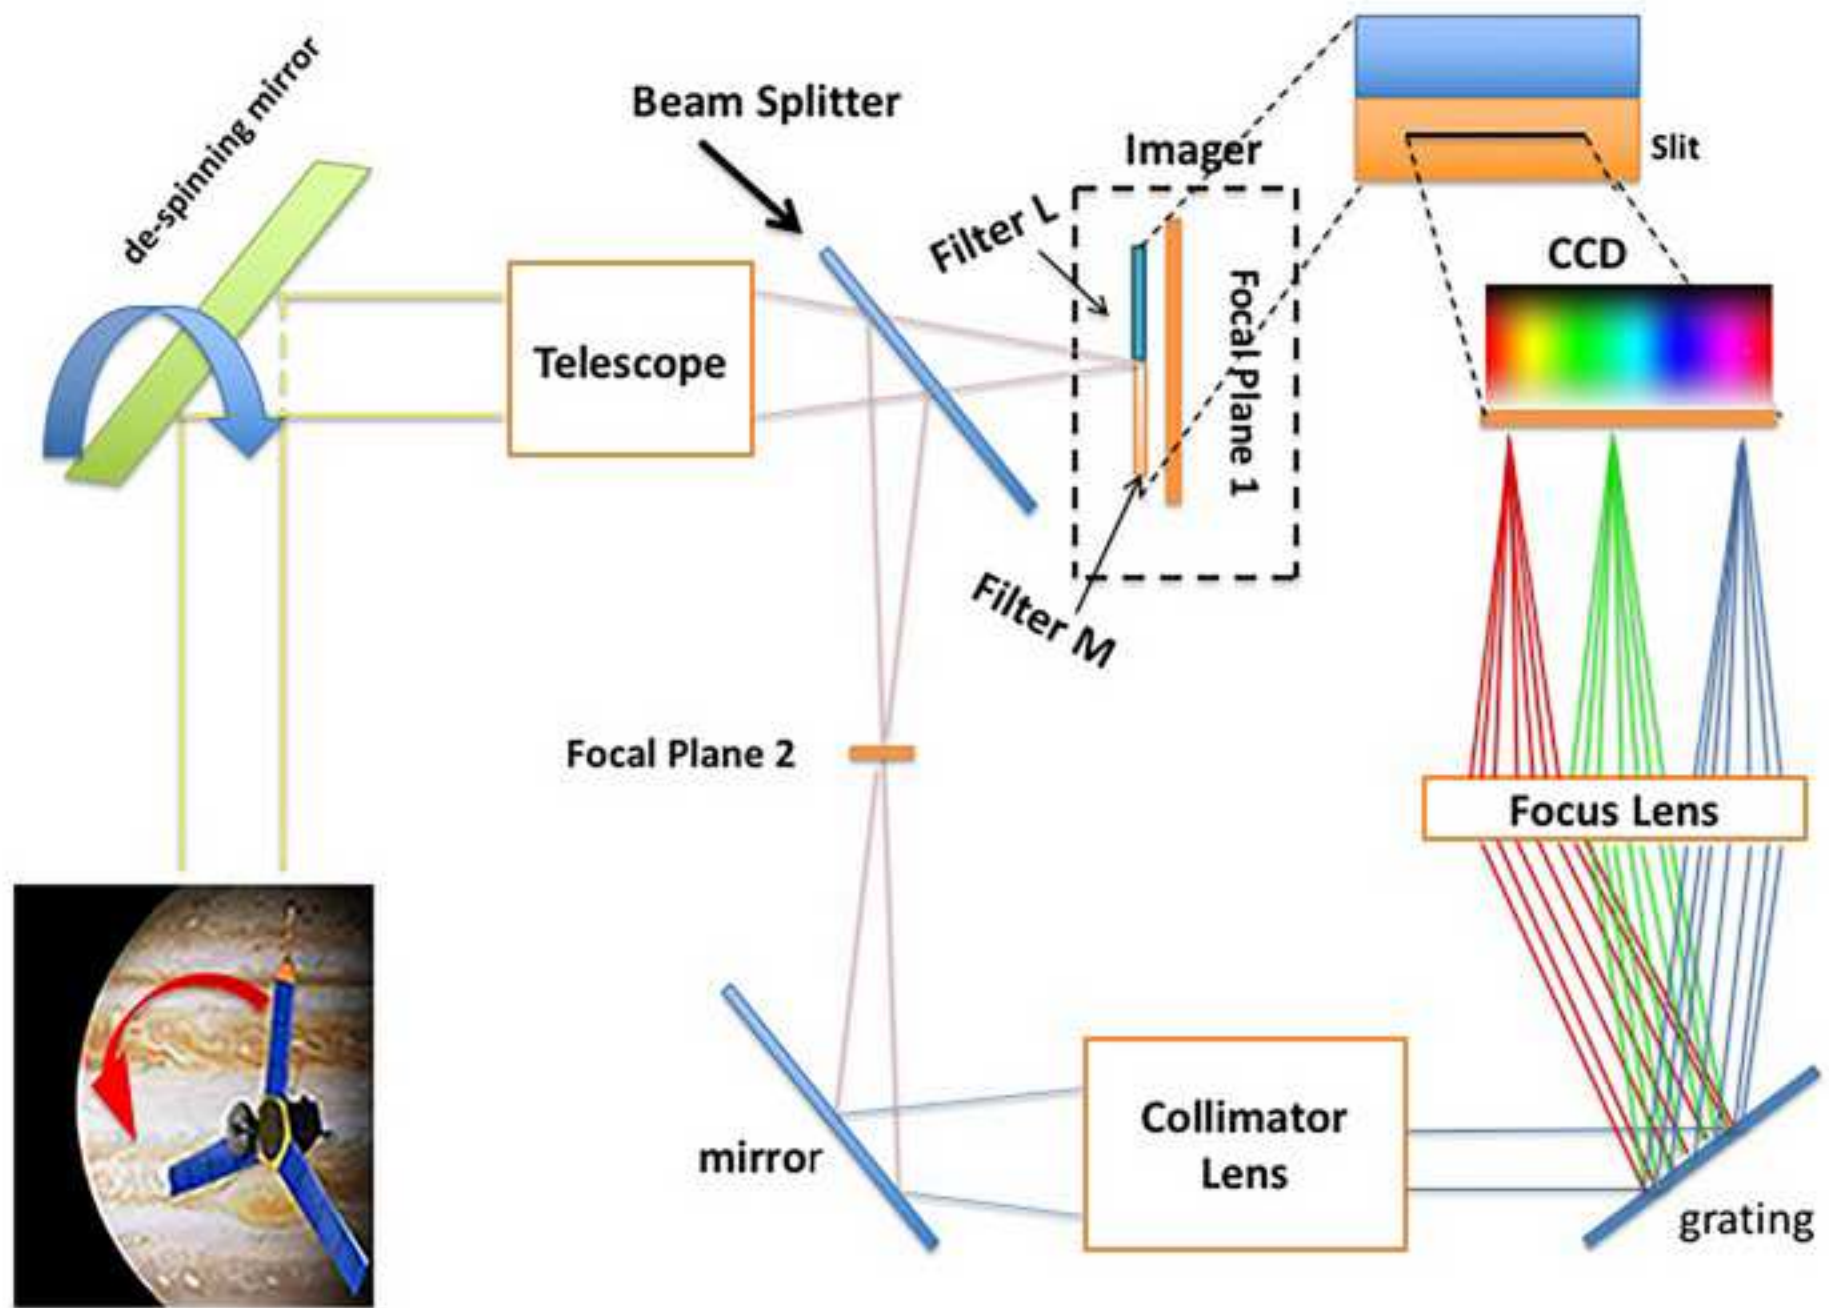 de-spinning mirror
Beam Splitter
Telescope
Imager
Filter L
Focal Plane 1
Filter M
Slit
CCD
Focal Plane 2
Focus Lens
mirror
Collimator
Lens
grating